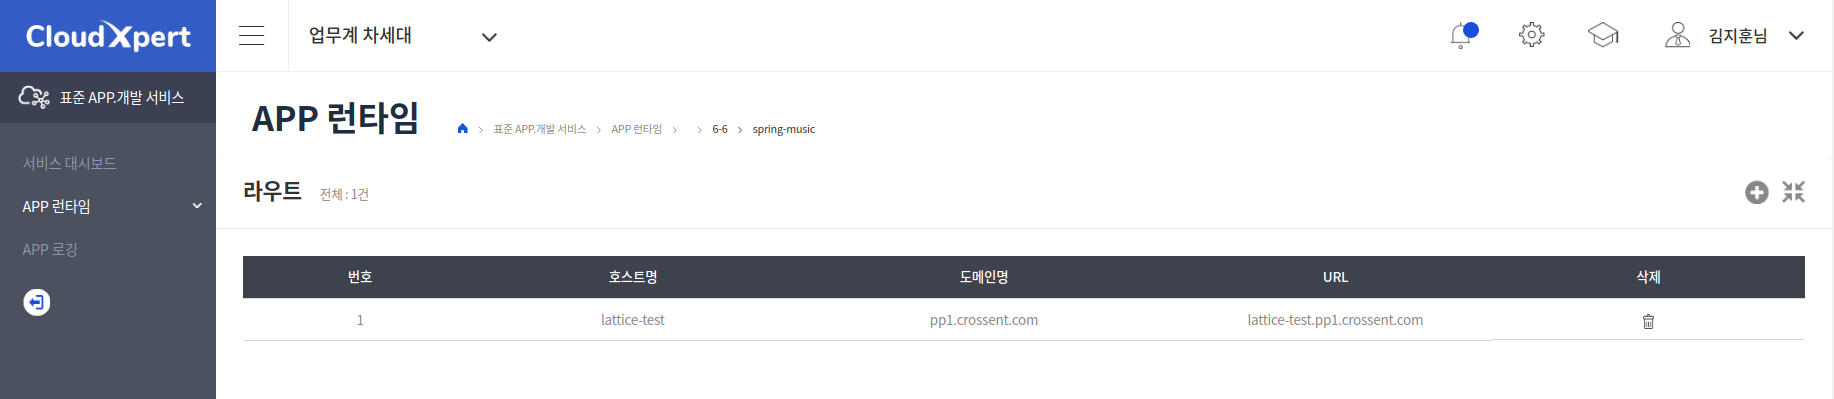 CloudXpert
업무계 차세대
김지훈님
표준 APP.개발 서비스
서비스 대시보드
APP 런타임
APP 로깅
APP 런타임
표준 APP.개발 서비스 > APP 런타임 > > 6-6 > spring-music
라우트 전체 : 1건
번호 호스트명 도메인명 URL 삭제
1 lattice-test pp1.crossent.com lattice-test.pp1.crossent.com